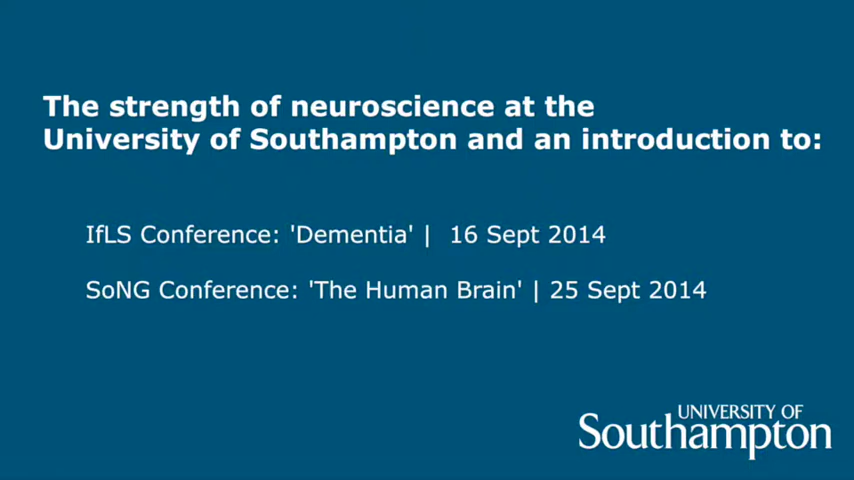 The strength of neuroscience at the
University of Southampton and an introduction to:
IfLS Conference: 'Dementia' | 16 Sept 2014
SoNG Conference: 'The Human Brain' | 25 Sept 2014
UNIVERSITY OF
Southampton